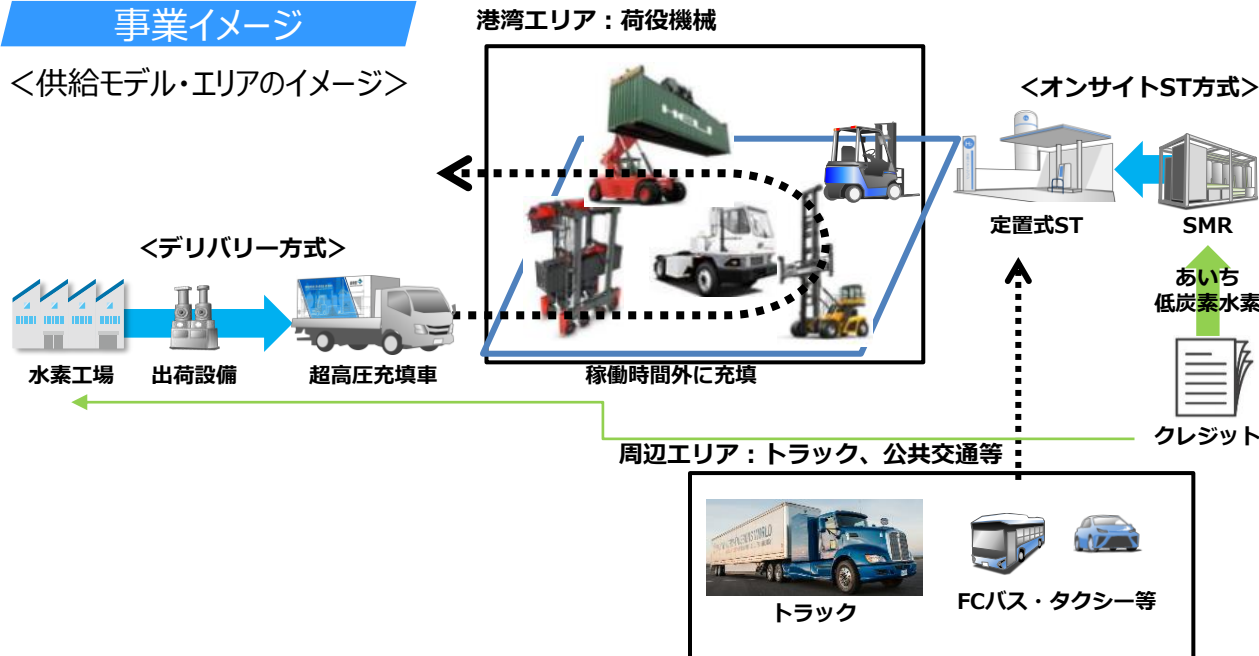 事業イメージ
＜供給モデル・エリアのイメージ＞
港湾エリア：荷役機械
＜オンサイトST方式＞
定置式ST
SMR
＜デリバリー方式＞
あいち
低炭素水素
水素工場
出荷設備
超高圧充填車
稼働時間外に充填
クレジット
周辺エリア：トラック、公共交通等
トラック
FCバス・タクシー等